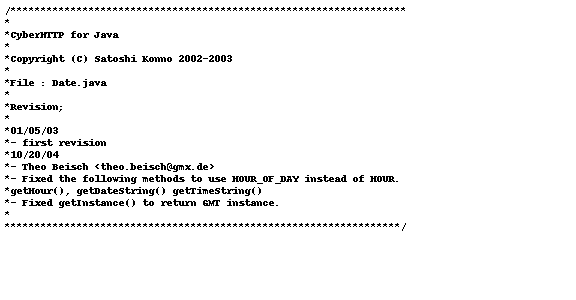 /******************************************************************
*
*CyberHTTP for Java
*
*Copyright (C) Satoshi Konno 2002-2003
*
*File : Date.java
*
*Revision;
*
*01/05/03
*- first revision
*10/20/04
*- Theo Beisch <theo.beisch@gmx.de>
*- Fixed the following methods to use HOUR_OF_DAY instead of HOUR.
*getHour(), getDateString() getTimeString()
*- Fixed getInstance() to return GMT instance.
*
******************************************************************/